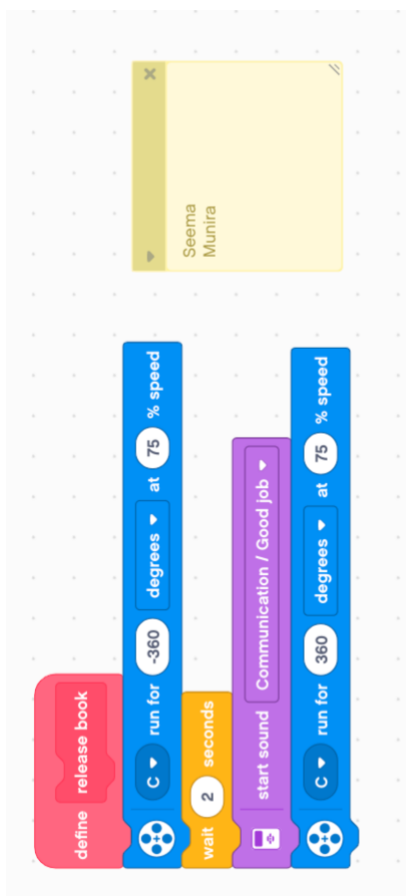 define release book
C run for -360 degrees at 75 % speed
wait 2 seconds
start sound Communication / Good job
C run for 360 degrees at 75 % speed
Seema
Munira